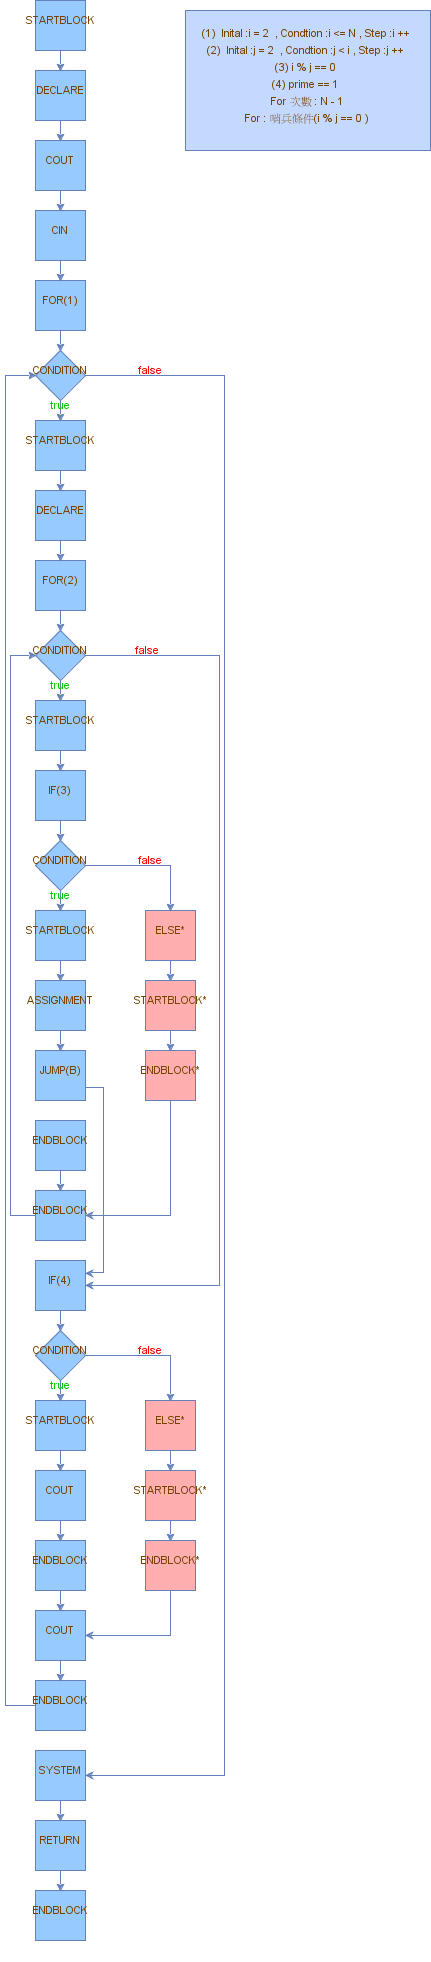 STARTBLOCK
(1)  Inital :i = 2  , Condtion :i <= N , Step :i ++
(2)  Inital :j = 2  , Condtion :j < i , Step :j ++
(3) i % j == 0
(4) prime == 1
For 次數 : N - 1
For : 哨兵條件(i % j == 0 )
DECLARE
COUT
CIN
FOR(1)
CONDITION
false
true
STARTBLOCK
DECLARE
FOR(2)
CONDITION
false
true
STARTBLOCK
IF(3)
CONDITION
false
true
STARTBLOCK
ELSE*
ASSIGNMENT
STARTBLOCK*
JUMP(B)
ENDBLOCK*
ENDBLOCK
ENDBLOCK
IF(4)
CONDITION
false
true
STARTBLOCK
ELSE*
COUT
STARTBLOCK*
ENDBLOCK
ENDBLOCK*
COUT
ENDBLOCK
SYSTEM
RETURN
ENDBLOCK